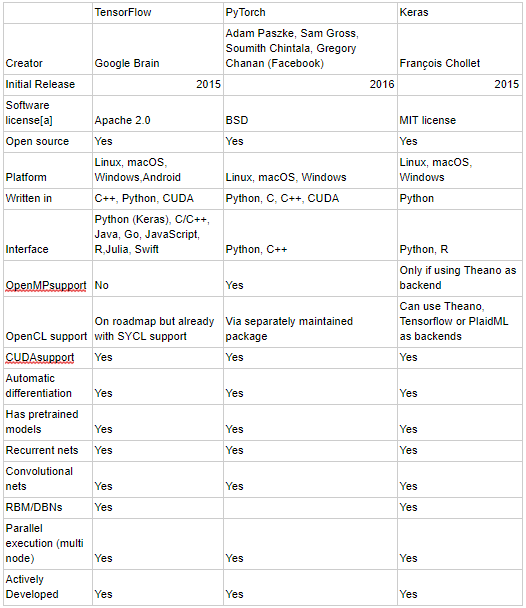 TensorFlow PyTorch Keras
Creator Google Brain Adam Paszke, Sam Gross, Soumith Chintala, Gregory Chanan (Facebook) François Chollet
Initial Release 2015 2016 2015
Software license[a] Apache 2.0 BSD MIT license
Open source Yes Yes Yes
Platform Linux, macOS, Windows,Android Linux, macOS, Windows Linux, macOS, Windows
Written in C++, Python, CUDA Python, C, C++, CUDA Python
Interface Python (Keras), C/C++, Java, Go, JavaScript, R,Julia, Swift Python, C++ Python, R
OpenMPsupport No Yes Only if using Theano as backend
OpenCL support On roadmap but already with SYCL support Via separately maintained package Can use Theano, Tensorflow or PlaidML as backends
CUDAsupport Yes Yes Yes
Automatic differentiation Yes Yes Yes
Has pretrained models Yes Yes Yes
Recurrent nets Yes Yes Yes
Convolutional nets Yes Yes Yes
RBM/DBNs Yes Yes
Parallel execution (multi node) Yes Yes Yes
Actively Developed Yes Yes Yes